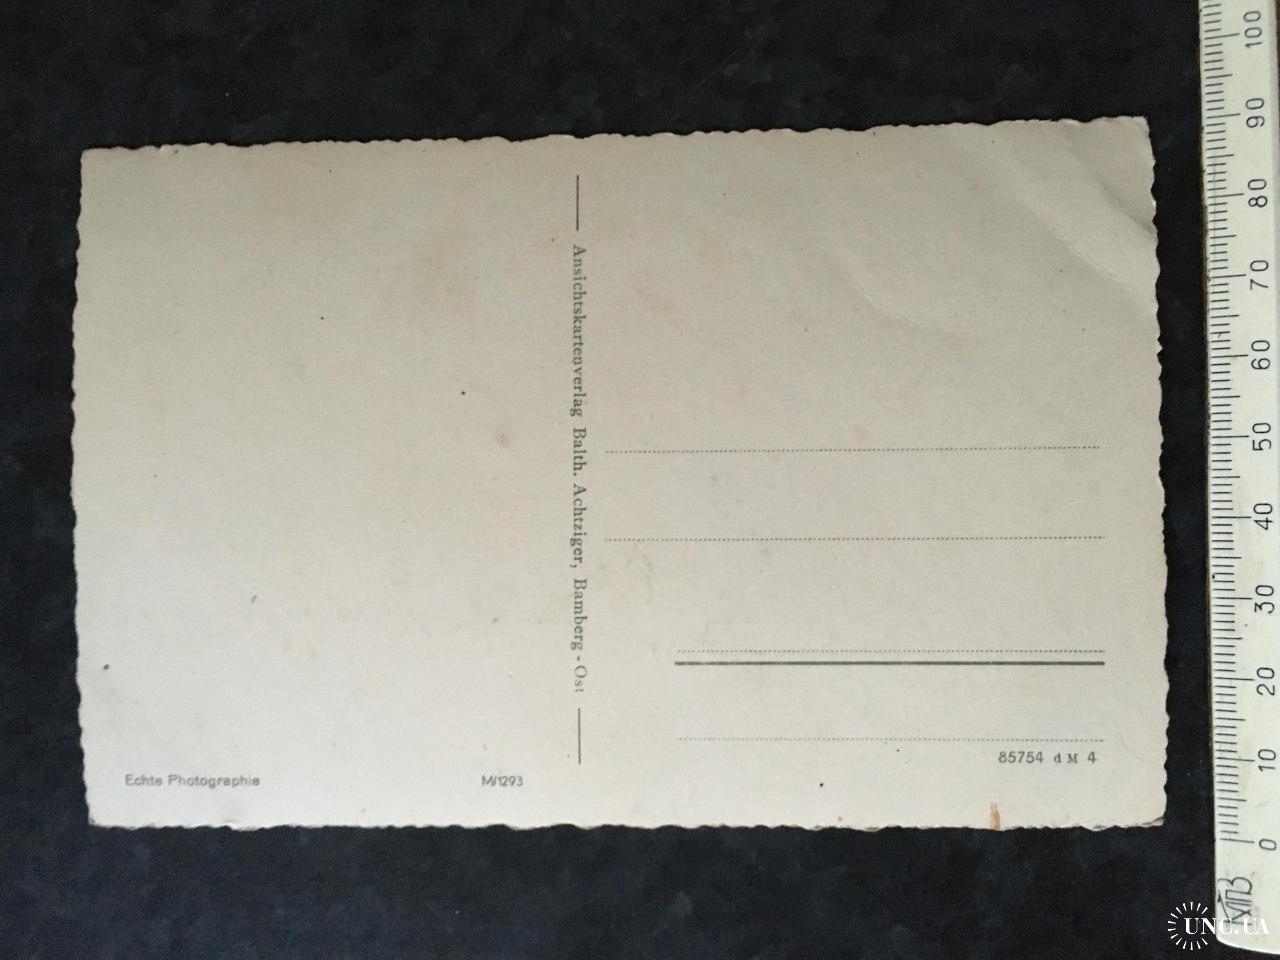 Ansichtskartenverlag Balth. Achtziger, Bamberg-Ost
85754 d M 4
Echte Photographie
M/1293
100
90
80
70
60
50
40
30
20
10
0
UNC.UA